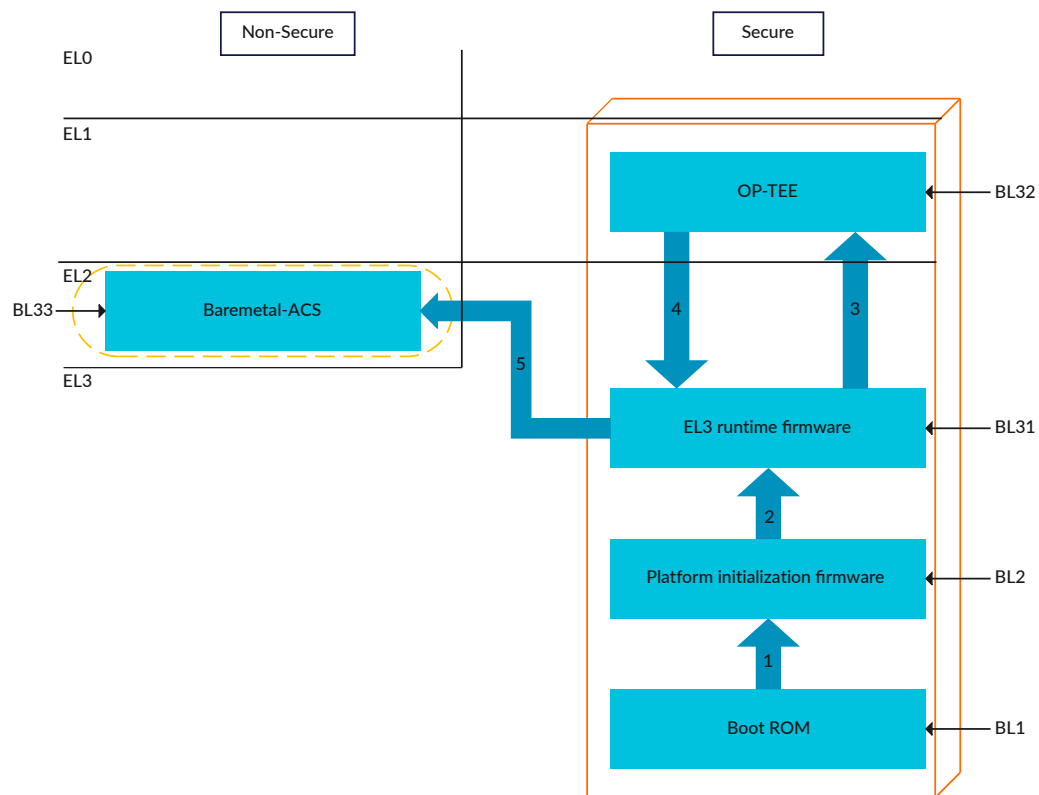 Non-Secure
Secure
EL0
EL1
OP-TEE
BL32
EL2
BL33
Baremetal-ACS
4
3
5
EL3
EL3 runtime firmware
BL31
2
Platform initialization firmware
BL2
1
Boot ROM
BL1